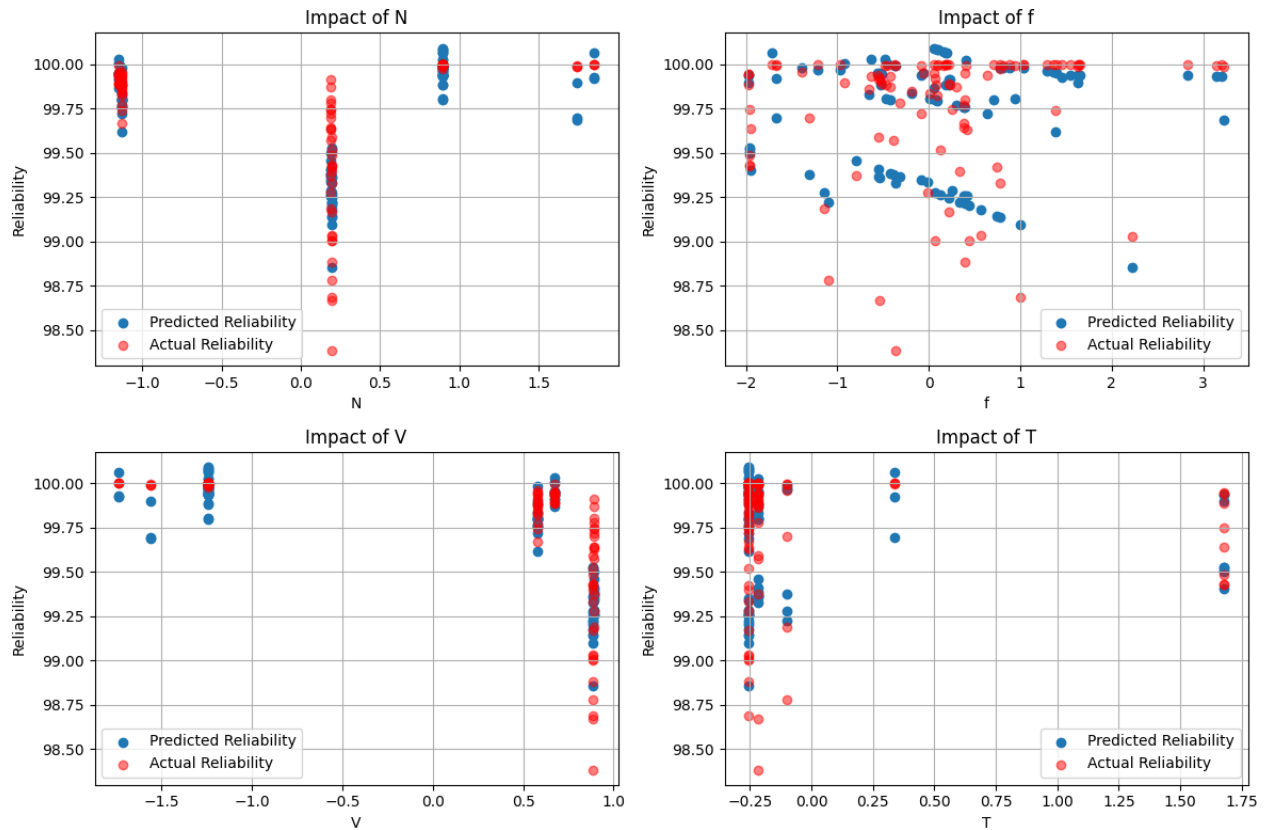 Impact of N
Reliability
100.00
99.75
99.50
99.25
99.00
98.75
98.50
Predicted Reliability
Actual Reliability
−1.0 −0.5 0.0 0.5 1.0 1.5
N
Impact of f
Reliability
100.00
99.75
99.50
99.25
99.00
98.75
98.50
Predicted Reliability
Actual Reliability
−2 −1 0 1 2 3
f
Impact of V
Reliability
100.00
99.75
99.50
99.25
99.00
98.75
98.50
Predicted Reliability
Actual Reliability
−1.5 −1.0 −0.5 0.0 0.5 1.0
V
Impact of T
Reliability
100.00
99.75
99.50
99.25
99.00
98.75
98.50
Predicted Reliability
Actual Reliability
−0.25 0.00 0.25 0.50 0.75 1.00 1.25 1.50 1.75
T